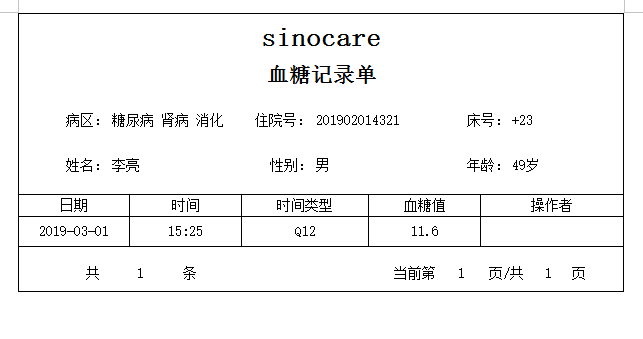 sinocare
血糖记录单
病区：糖尿病 肾病 消化 住院号：201902014321 床号：+23
姓名：李亮 性别：男 年龄：49岁
日期 时间 时间类型 血糖值 操作者
2019-03-01 15:25 Q12 11.6
共 1 条 当前第 1 页/共 1 页